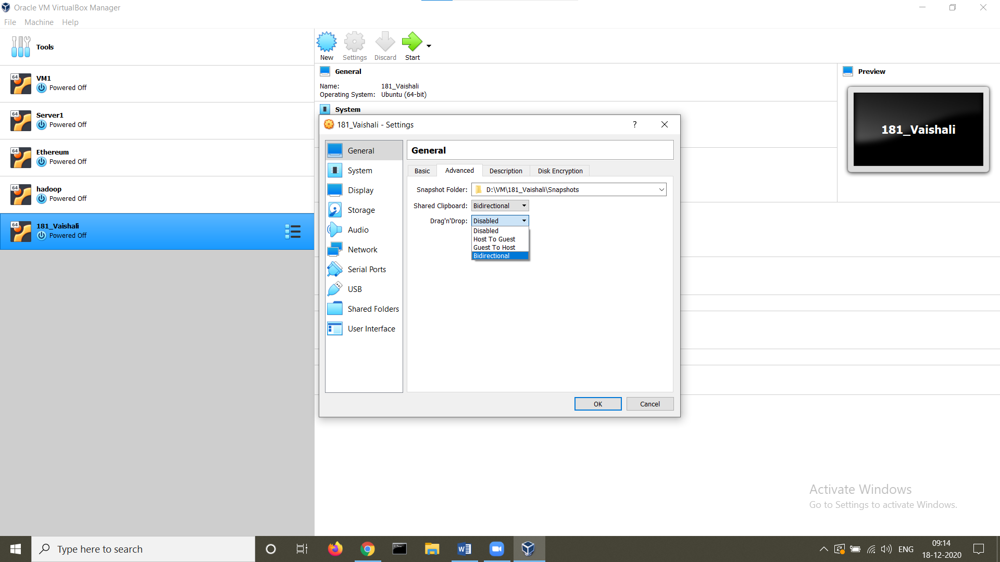 Oracle VM VirtualBox Manager
File Machine Help
Tools
New Settings Discard Start
64 VM1
Powered Off
64 Server1
Powered Off
64 Ethereum
Powered Off
64 hadoop
Powered Off
64 181_Vaishali
Powered Off
General
Name: 181_Vaishali
Operating System: Ubuntu (64-bit)
System
Preview
181_Vaishali
181_Vaishali - Settings ?
General
System
Display
Storage
Audio
Network
Serial Ports
USB
Shared Folders
User Interface
General
Basic Advanced Description Disk Encryption
Snapshot Folder: D:\VM\181_Vaishali\Snapshots
Shared Clipboard: Bidirectional
Drag'n'Drop: Disabled
Disabled
Host To Guest
Guest To Host
Bidirectional
OK Cancel
Activate Windows
Go to Settings to activate Windows.
Type here to search
ENG
09:14
18-12-2020